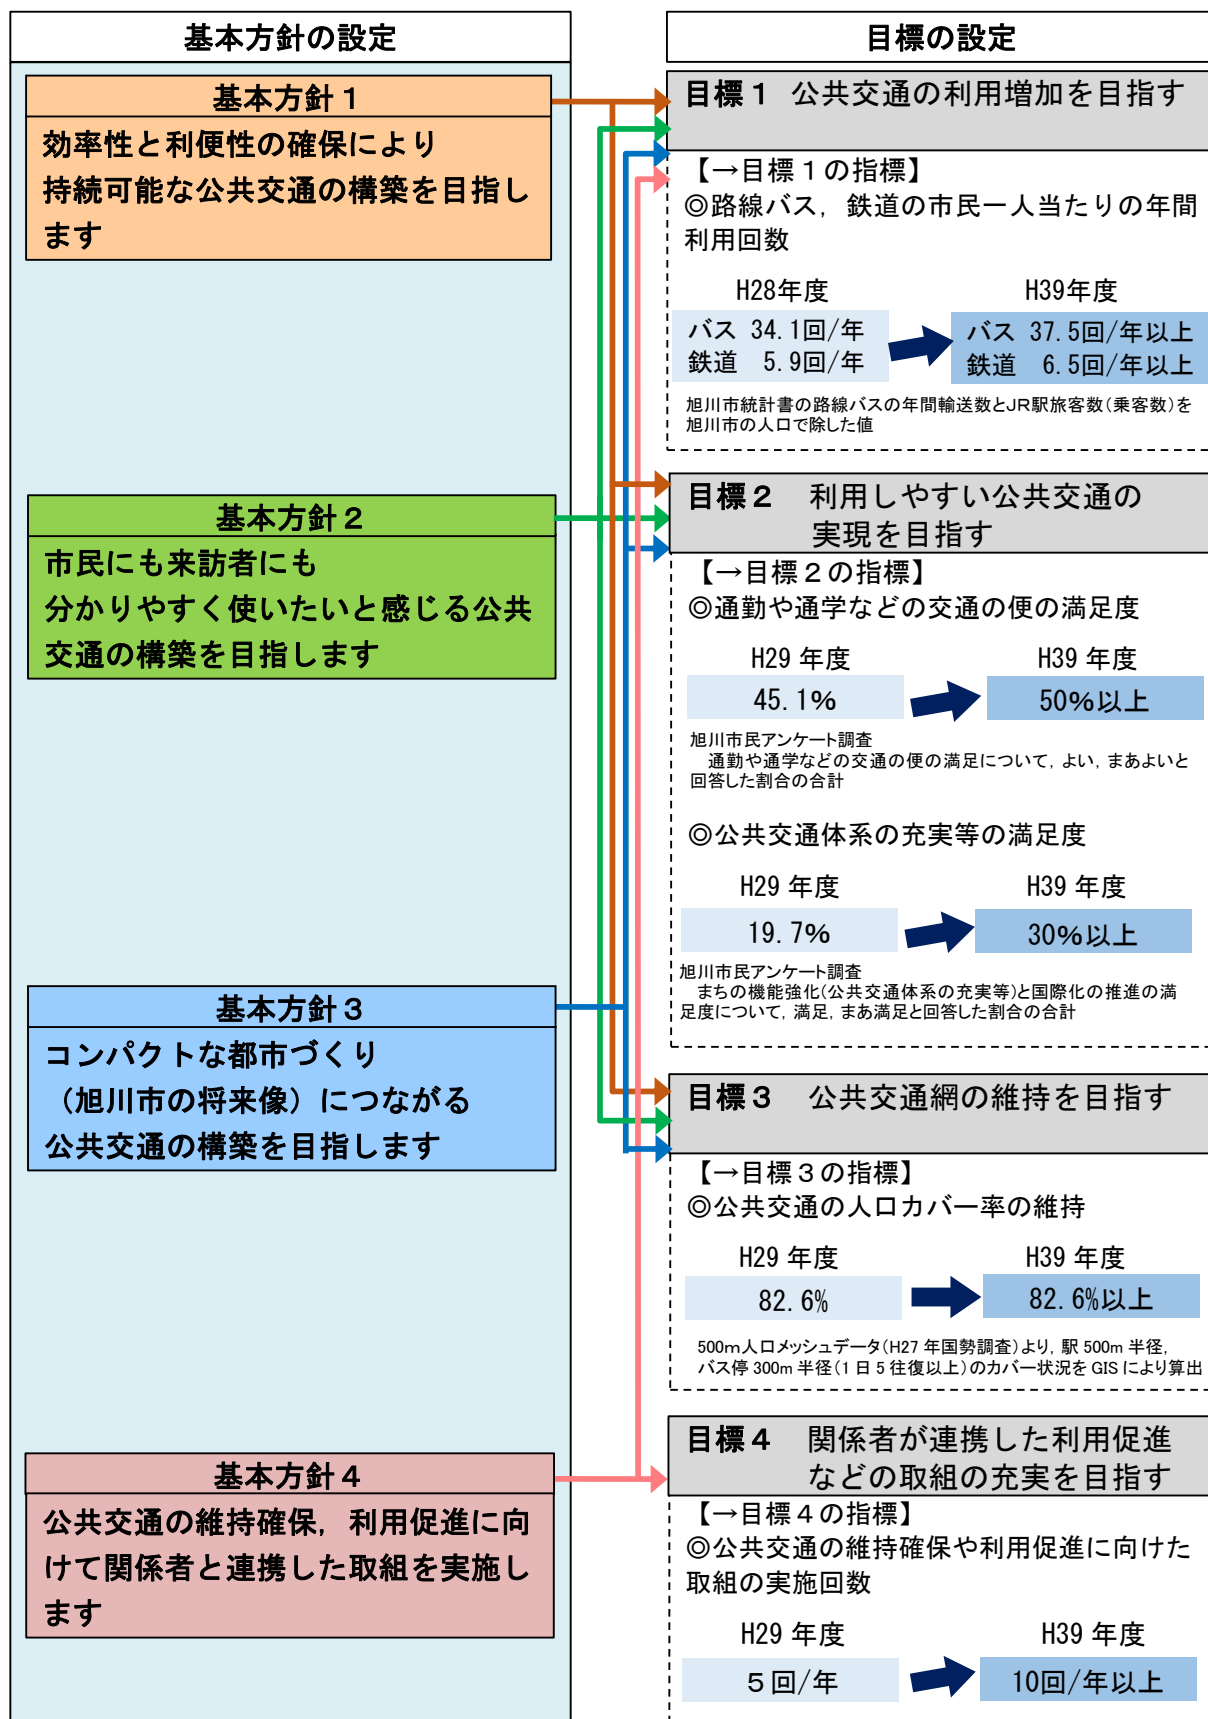 基本方針の設定
基本方針１
効率性と利便性の確保により
持続可能な公共交通の構築を目指し
ます
基本方針２
市民にも来訪者にも
分かりやすく使いたいと感じる公共
交通の構築を目指します
基本方針３
コンパクトな都市づくり
（旭川市の将来像）につながる
公共交通の構築を目指します
基本方針４
公共交通の維持確保，利用促進に向
けて関係者と連携した取組を実施し
ます
目標の設定
目標１ 公共交通の利用増加を目指す
【→目標１の指標】
◎路線バス，鉄道の市民一人当たりの年間
利用回数
H28年度 H39年度
バス 34.1回/年 バス 37.5回/年以上
鉄道 5.9回/年 鉄道 6.5回/年以上
旭川市統計書の路線バスの年間輸送数とJR駅旅客数（乗客数）を
旭川市の人口で除した値
目標２ 利用しやすい公共交通の
実現を目指す
【→目標２の指標】
◎通勤や通学などの交通の便の満足度
H29 年度 H39 年度
45.1% 50%以上
旭川市民アンケート調査
通勤や通学などの交通の便の満足について，よい，まあよいと
回答した割合の合計
◎公共交通体系の充実等の満足度
H29 年度 H39 年度
19.7% 30%以上
旭川市民アンケート調査
まちの機能強化（公共交通体系の充実等）と国際化の推進の満
足度について，満足，まあ満足と回答した割合の合計
目標３ 公共交通網の維持を目指す
【→目標３の指標】
◎公共交通の人口カバー率の維持
H29 年度 H39 年度
82.6% 82.6%以上
500m人口メッシュデータ（H27 年国勢調査）より，駅 500m 半径，
バス停 300m 半径（1 日 5 往復以上）のカバー状況を GIS により算出
目標４ 関係者が連携した利用促進
などの取組の充実を目指す
【→目標４の指標】
◎公共交通の維持確保や利用促進に向けた
取組の実施回数
H29 年度 H39 年度
５回/年 10回/年以上